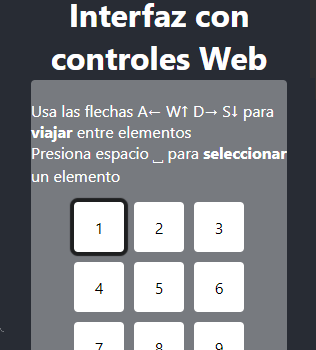 Interfaz con
controles Web
Usa las flechas A← W↑ D→ S↓ para
viajar entre elementos
Presiona espacio ⎵ para seleccionar
un elemento
1 2 3
4 5 6
7 8 9